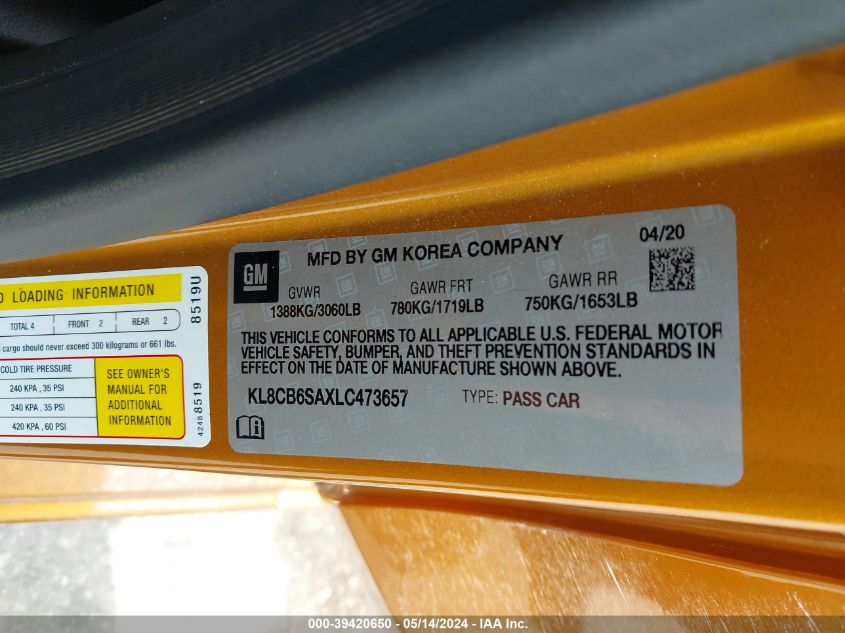 O LOADING INFORMATION
TOTAL 4 FRONT 2 REAR 2
cargo should never exceed 300 kilograms or 661 lbs.
COLD TIRE PRESSURE
240 KPA , 35 PSI
240 KPA , 35 PSI
420 KPA , 60 PSI
SEE OWNER'S
MANUAL FOR
ADDITIONAL
INFORMATION
8519U
42488519
GM
MFD BY GM KOREA COMPANY
04/20
GVWR GAWR FRT GAWR RR
1388KG/3060LB 780KG/1719LB 750KG/1653LB
THIS VEHICLE CONFORMS TO ALL APPLICABLE U.S. FEDERAL MOTOR
VEHICLE SAFETY, BUMPER, AND THEFT PREVENTION STANDARDS IN
EFFECT ON THE DATE OF MANUFACTURE SHOWN ABOVE.
KL8CB6SAXLC473657 TYPE: PASS CAR
000-39420650 - 05/14/2024 - IAA Inc.